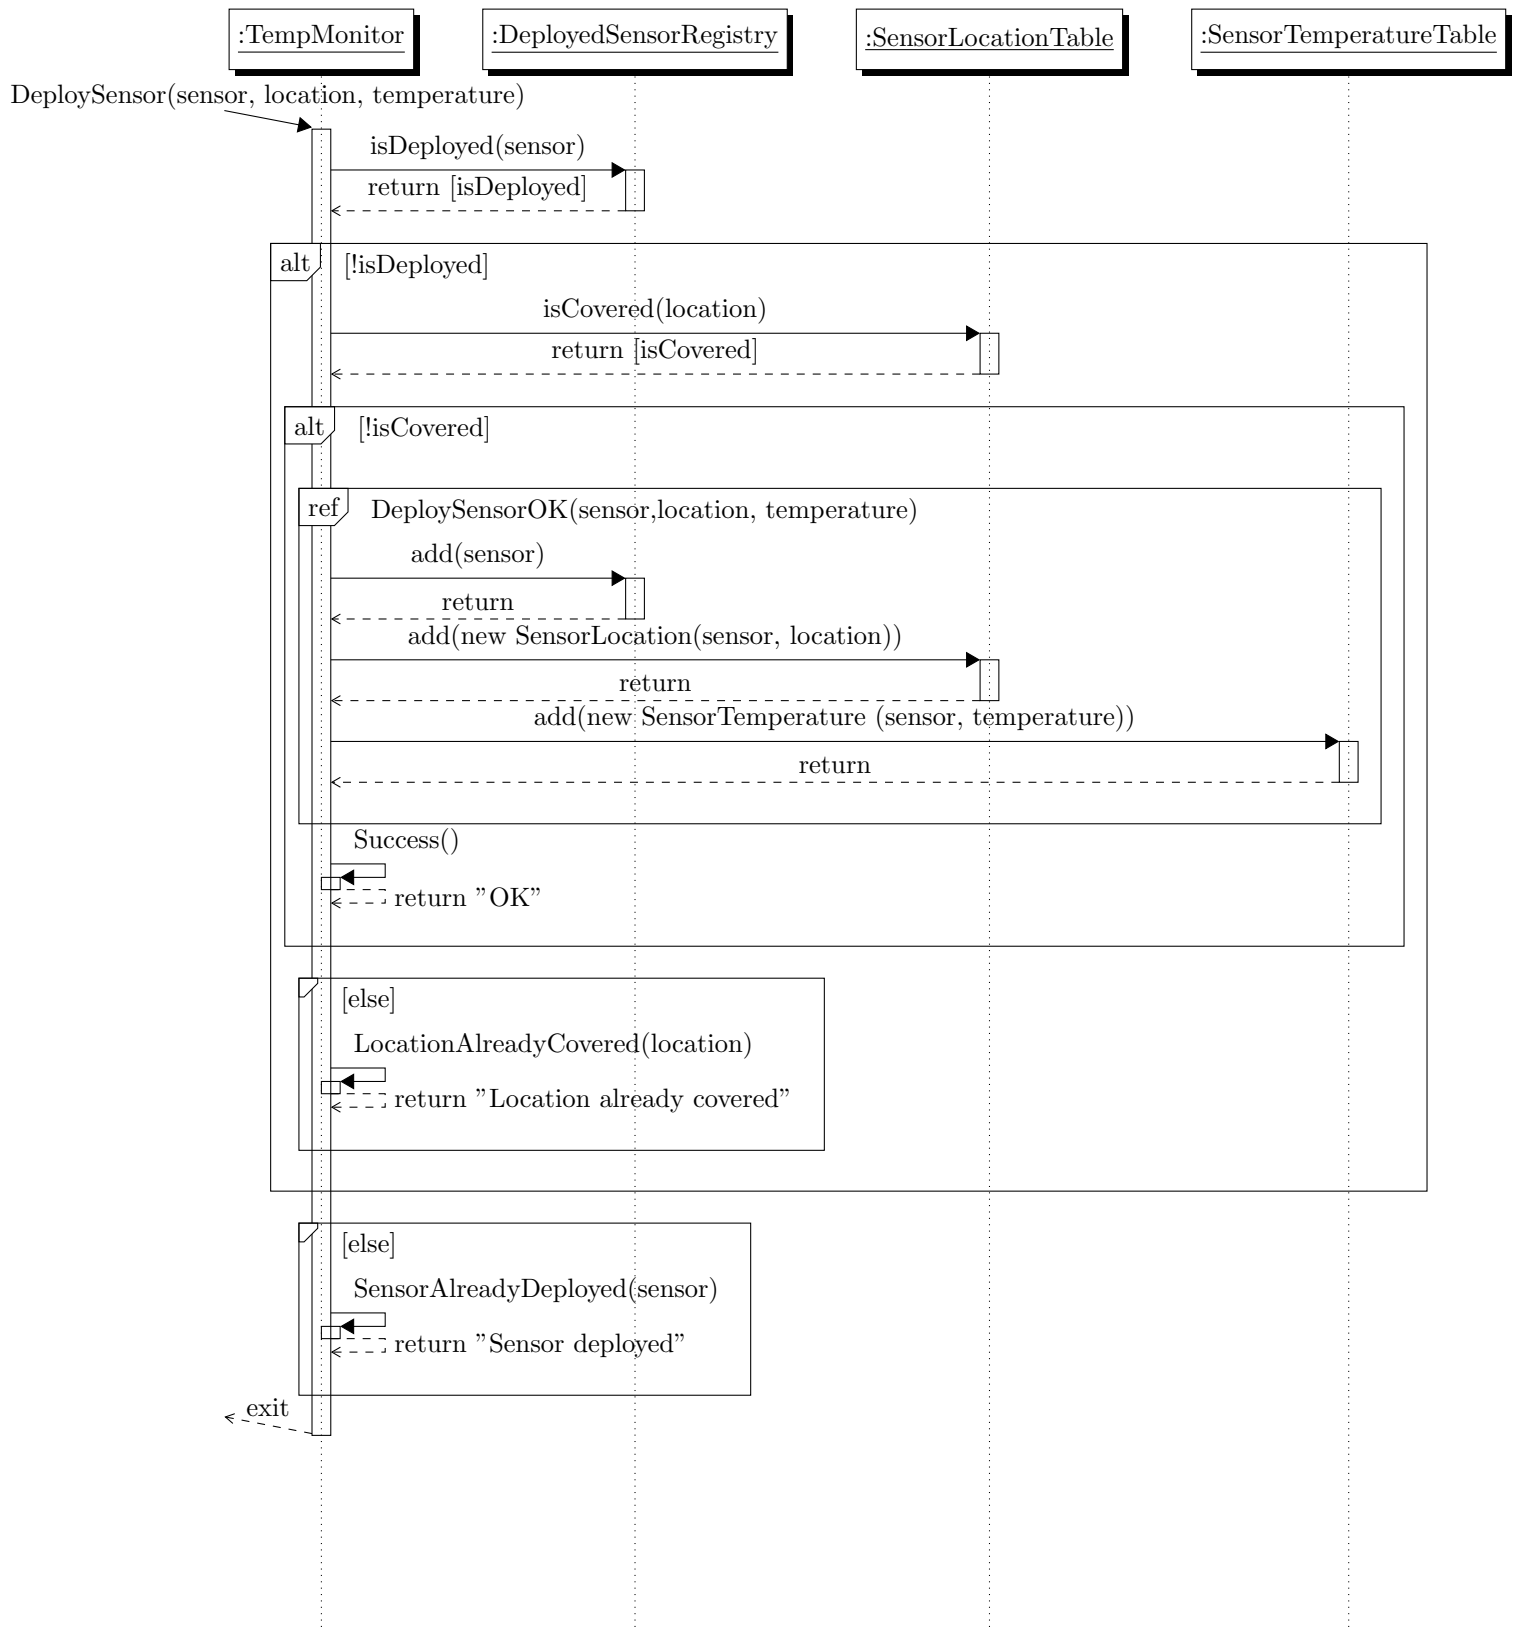 :TempMonitor
:DeployedSensorRegistry
:SensorLocationTable
:SensorTemperatureTable
DeploySensor(sensor, location, temperature)
isDeployed(sensor)
return [isDeployed]
alt
[!isDeployed]
isCovered(location)
return [isCovered]
alt
[!isCovered]
ref
DeploySensorOK(sensor,location, temperature)
add(sensor)
return
add(new SensorLocation(sensor, location))
return
add(new SensorTemperature (sensor, temperature))
return
Success()
return ”OK”
[else]
LocationAlreadyCovered(location)
return ”Location already covered”
[else]
SensorAlreadyDeployed(sensor)
return ”Sensor deployed”
exit